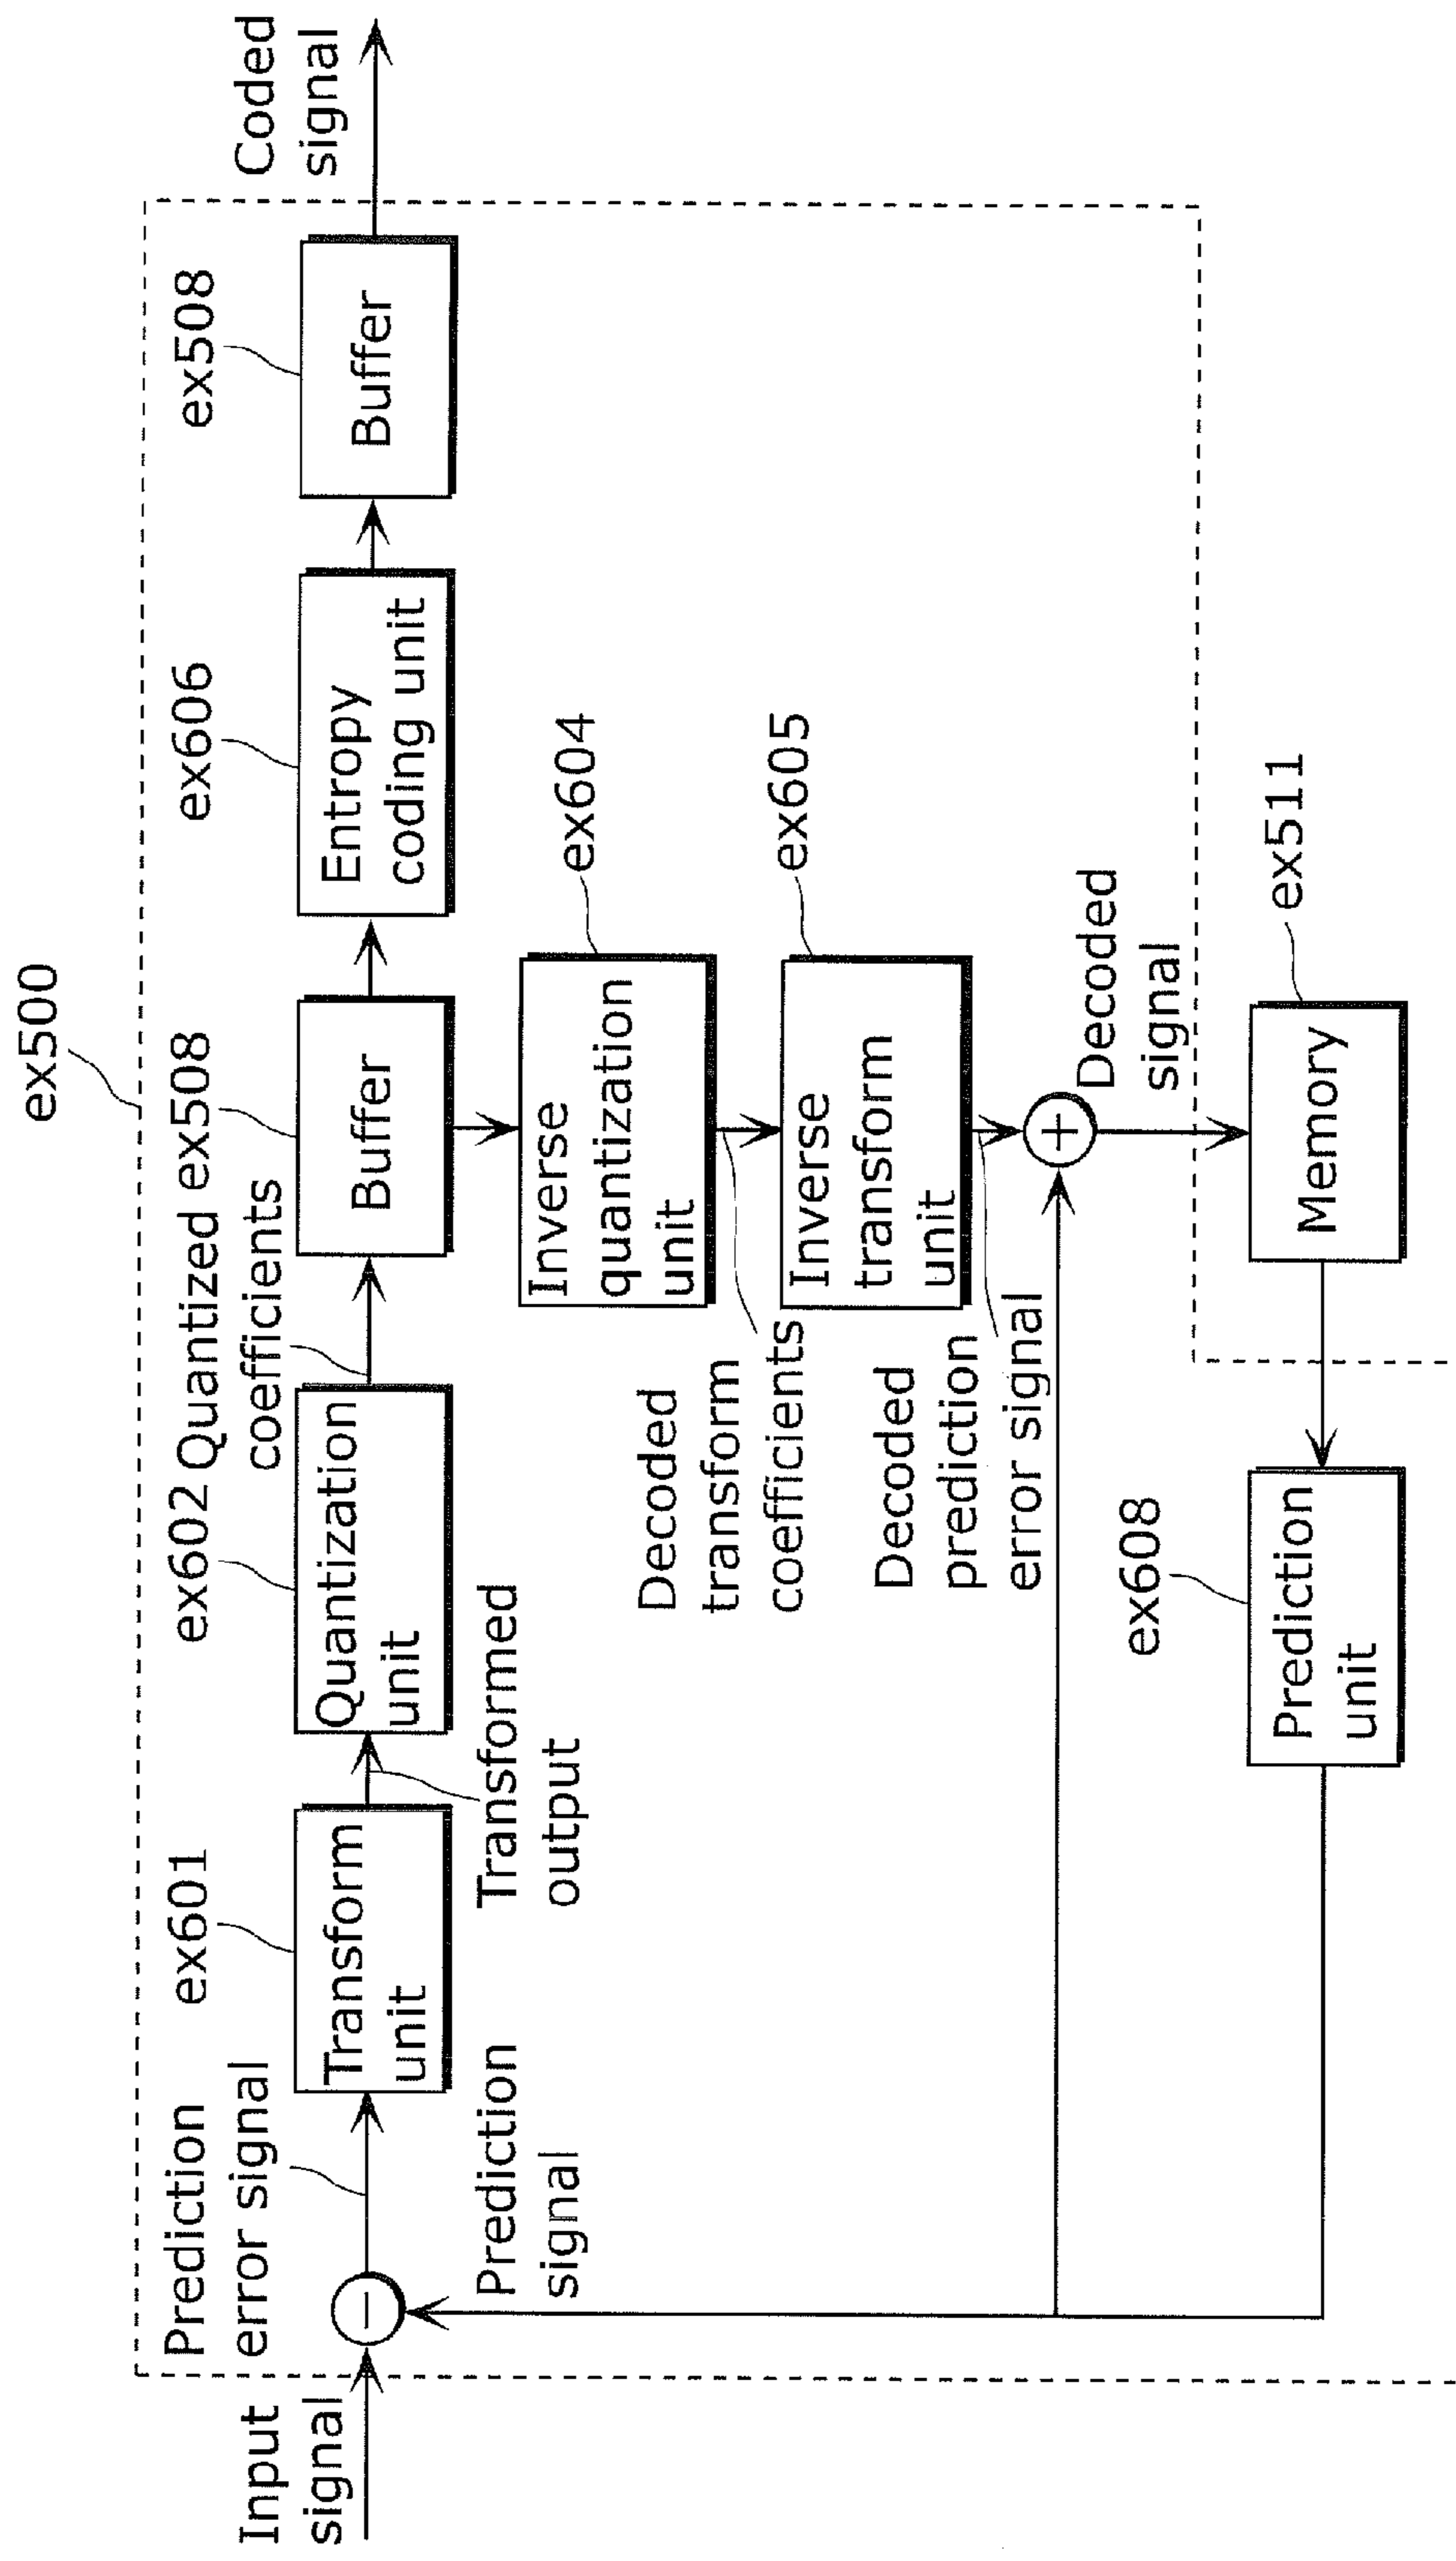 ex500
Input
signal
Prediction
error signal
ex601
Transform
unit
Transformed
output
ex602
Quantization
unit
Quantized
coefficients
ex508
Buffer
ex606
Entropy
coding unit
ex508
Buffer
Coded
signal
Prediction
signal
−
Inverse
quantization
unit
ex604
Decoded
transform
coefficients
Inverse
transform
unit
ex605
Decoded
prediction
error signal
+
Decoded
signal
ex608
Prediction
unit
Memory
ex511